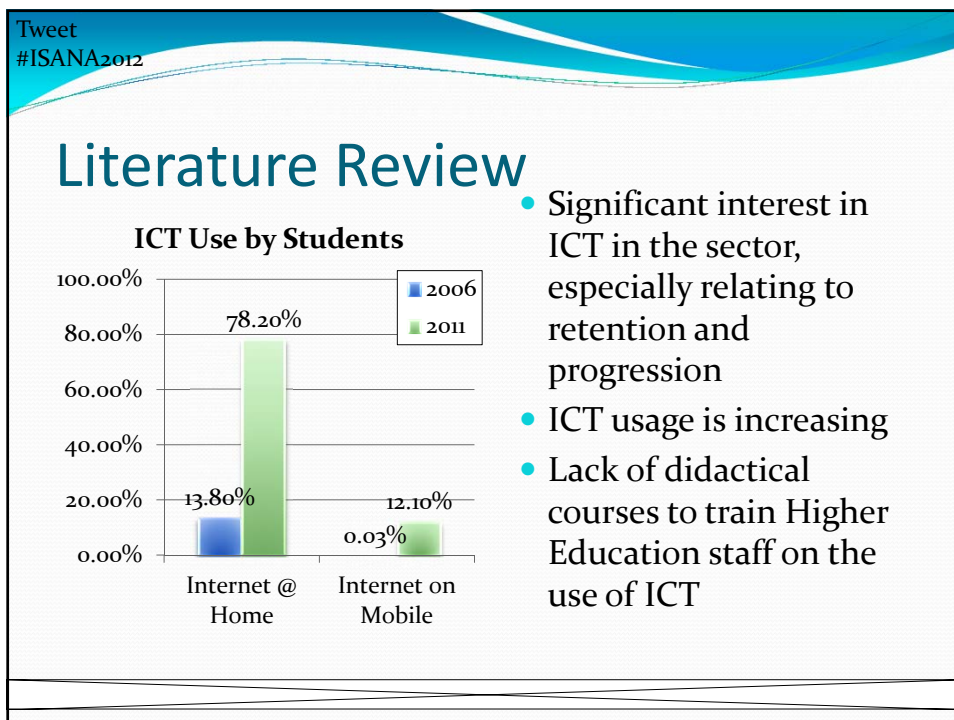 Tweet
#ISANA2012
Literature Review
ICT Use by Students
100.00%
80.00%
60.00%
40.00%
20.00%
0.00%
2006
2011
13.80%
78.20%
0.03%
12.10%
Internet @
Home
Internet on
Mobile
Significant interest in
ICT in the sector,
especially relating to
retention and
progression
ICT usage is increasing
Lack of didactical
courses to train Higher
Education staff on the
use of ICT